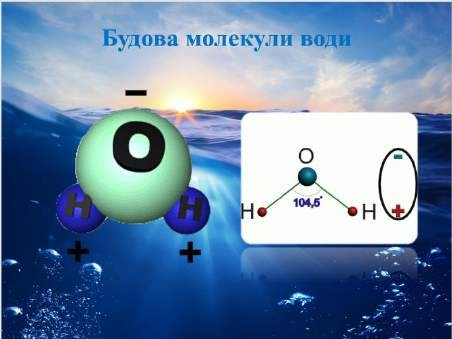 Будова молекули води
−
O
H H
+ +
O
−
H H
104,5°
+